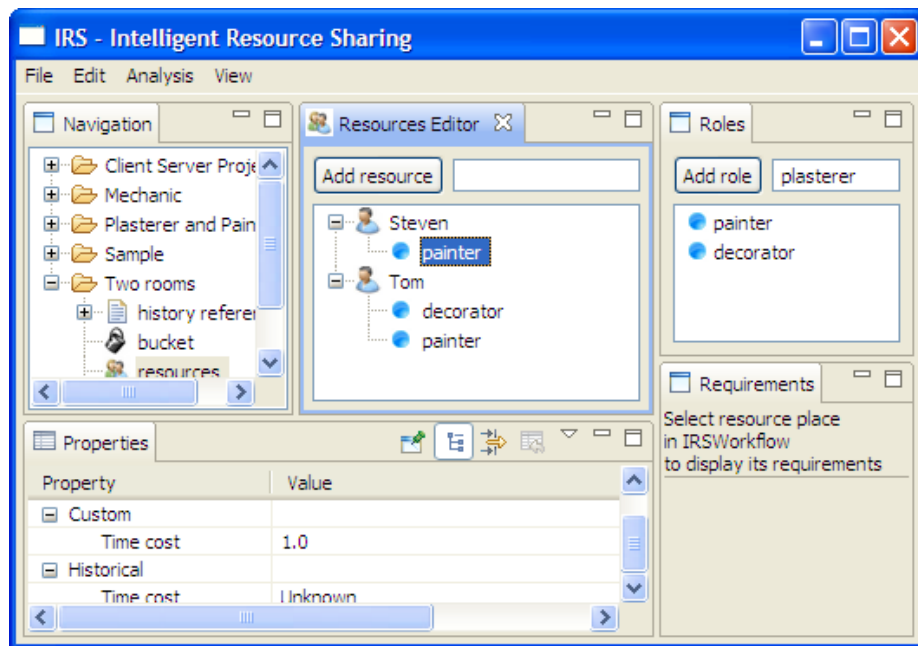 IRS - Intelligent Resource Sharing
File Edit Analysis View
Navigation
Client Server Proje
Mechanic
Plasterer and Pain
Sample
Two rooms
history referer
bucket
resources
Resources Editor
Add resource
Steven
painter
Tom
decorator
painter
Roles
Add role plasterer
painter
decorator
Requirements
Select resource place
in IRSWorkflow
to display its requirements
Properties
Property Value
Custom
Time cost 1.0
Historical
Time cost Unknown